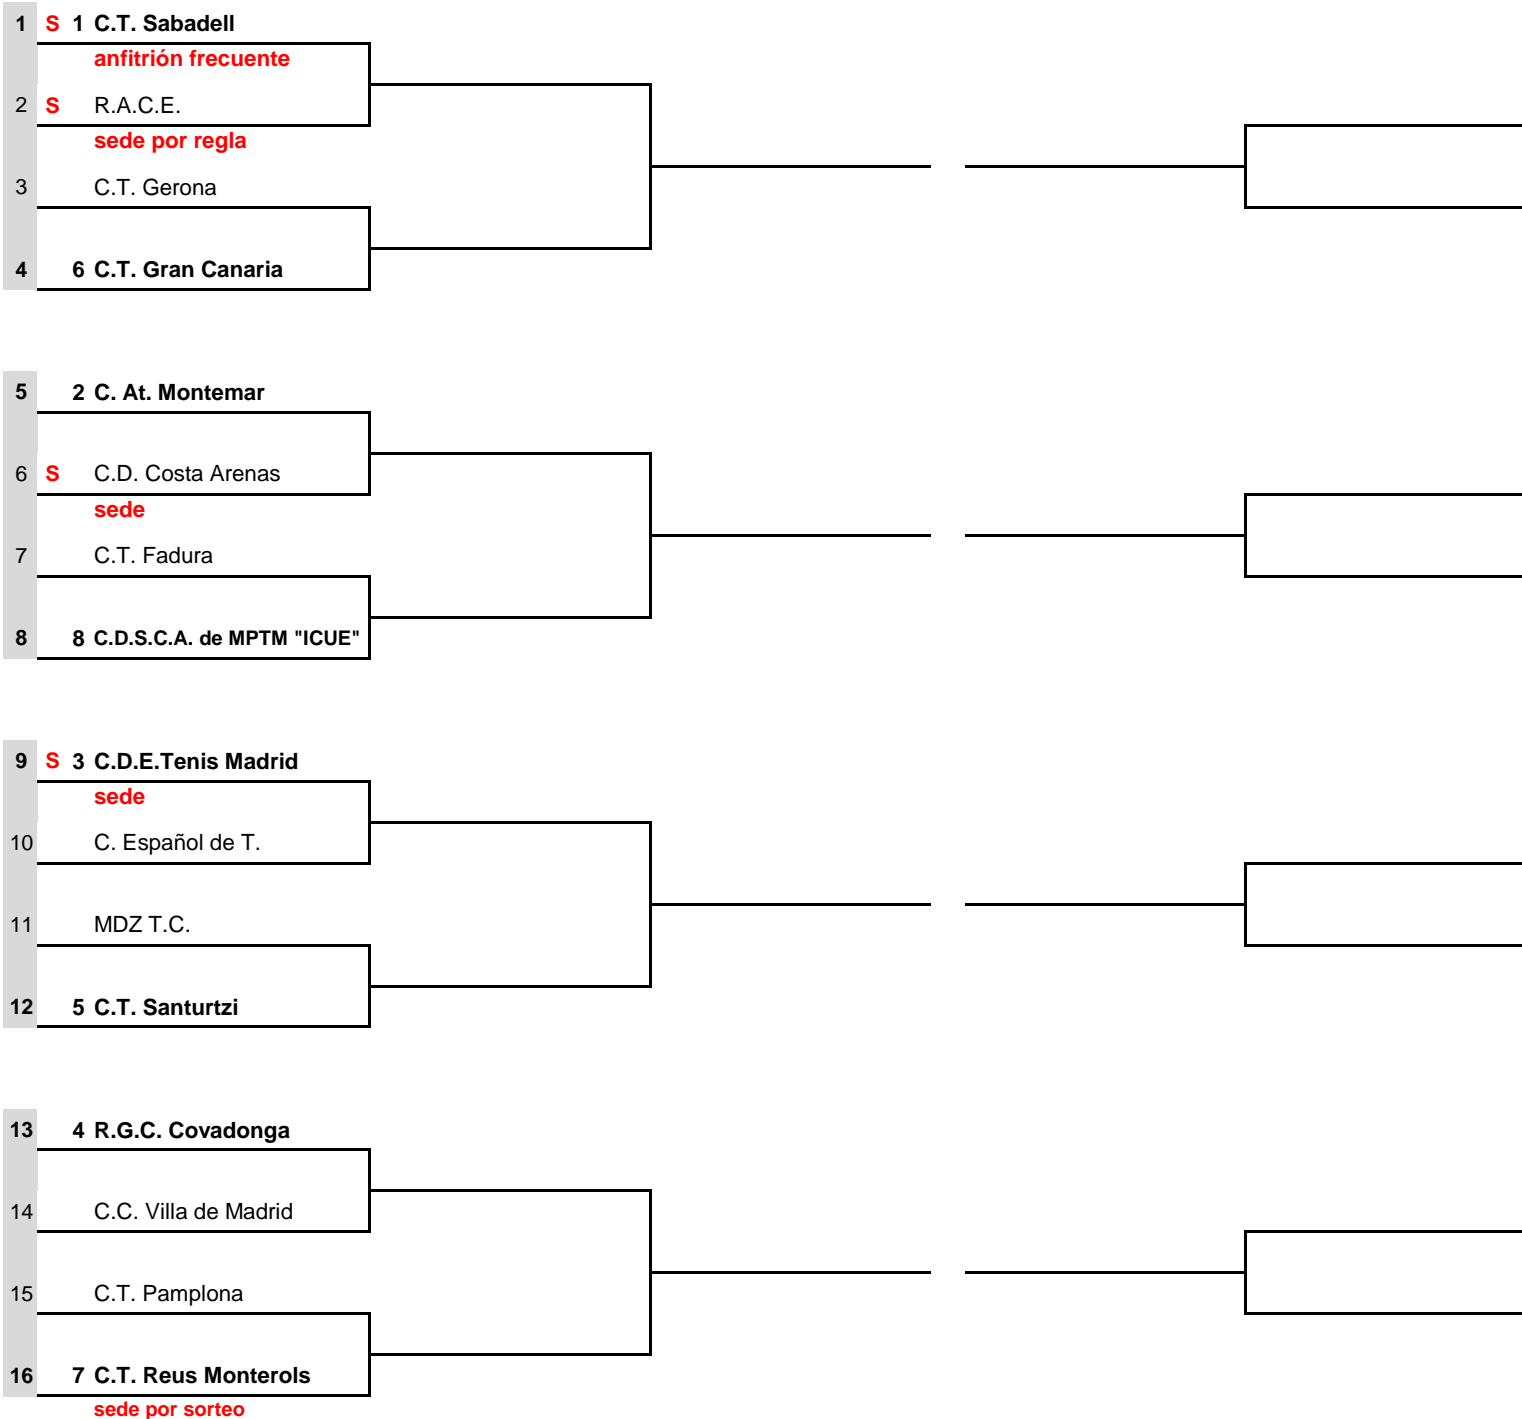 1 S 1 C.T. Sabadell
anfitrión frecuente
2 S R.A.C.E.
sede por regla
3 C.T. Gerona
4 6 C.T. Gran Canaria
5 2 C. At. Montemar
6 S C.D. Costa Arenas
sede
7 C.T. Fadura
8 8 C.D.S.C.A. de MPTM "ICUE"
9 S 3 C.D.E.Tenis Madrid
sede
10 C. Español de T.
11 MDZ T.C.
12 5 C.T. Santurtzi
13 4 R.G.C. Covadonga
14 C.C. Villa de Madrid
15 C.T. Pamplona
16 7 C.T. Reus Monterols
sede por sorteo